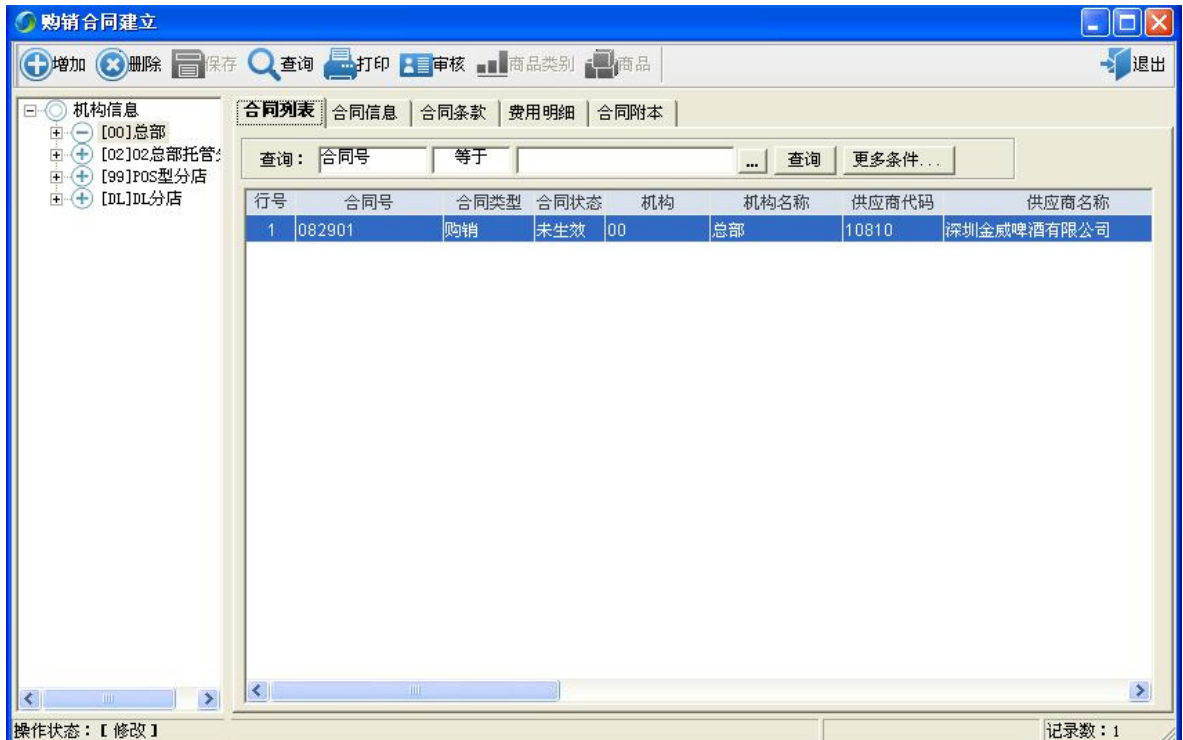 购销合同建立
增加 删除 保存 查询 打印 审核 商品类别 商品 退出
机构信息
[00]总部
[02]02总部托管
[99]POS型分店
[DL]DL分店
合同列表 合同信息 合同条款 费用明细 合同附本
查询： 合同号 等于 ... 查询 更多条件...
行号 合同号 合同类型 合同状态 机构 机构名称 供应商代码 供应商名称
1 082901 购销 未生效 00 总部 10810 深圳金威啤酒有限公司
操作状态：【修改】 记录数：1